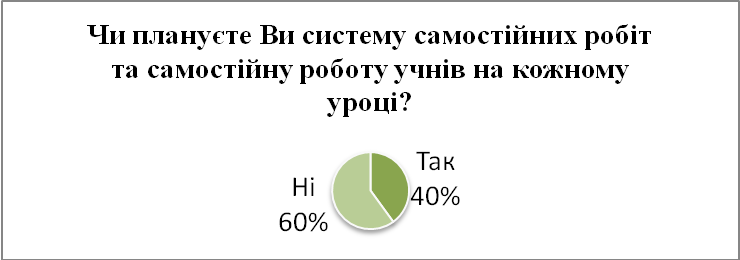 Чи плануєте Ви систему самостійних робіт
та самостійну роботу учнів на кожному
уроці?
Так
40%
Ні
60%